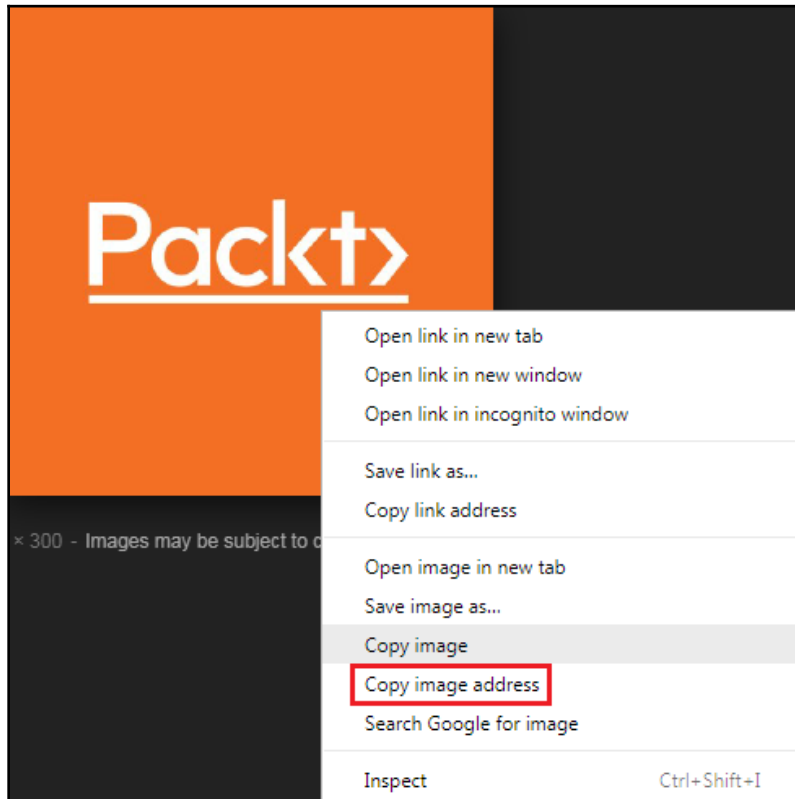 Packt>
Open link in new tab
Open link in new window
Open link in incognito window
Save link as...
Copy link address
× 300 - Images may be subject to c
Open image in new tab
Save image as...
Copy image
Copy image address
Search Google for image
Inspect Ctrl+Shift+I